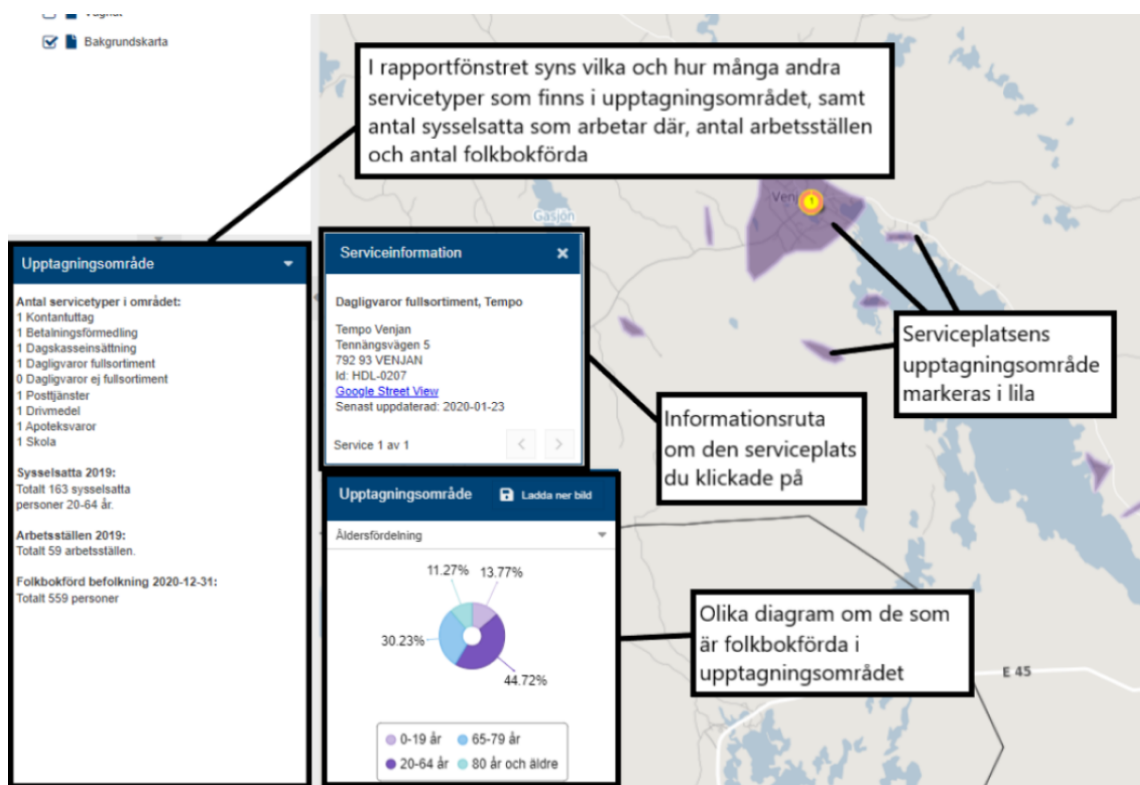 Vägnät
Bakgrundskarta
I rapportfönstret syns vilka och hur många andra
servicetyper som finns i upptagningsområdet, samt
antal sysselsatta som arbetar där, antal arbetsställen
och antal folkbokförda
Gasjön
Venj
1
Upptagningsområde
Antal servicetyper i området:
1 Kontantuttag
1 Betalningsförmedling
1 Dagskasseinsättning
1 Dagligvaror fullsortiment
0 Dagligvaror ej fullsortiment
1 Posttjänster
1 Drivmedel
1 Apoteksvaror
1 Skola
Sysselsatta 2019:
Totalt 163 sysselsatta
personer 20-64 år.
Arbetsställen 2019:
Totalt 59 arbetsställen.
Folkbokförd befolkning 2020-12-31:
Totalt 559 personer
Serviceinformation
Dagligvaror fullsortiment, Tempo
Tempo Venjan
Tennängsvägen 5
792 93 VENJAN
Id: HDL-0207
Google Street View
Senast uppdaterad: 2020-01-23
Service 1 av 1
Serviceplatsens
upptagningsområde
markeras i lila
Informationsruta
om den serviceplats
du klickade på
Upptagningsområde Ladda ner bild
Åldersfördelning
11.27% 13.77%
30.23%
44.72%
0-19 år 65-79 år
20-64 år 80 år och äldre
Olika diagram om de som
är folkbokförda i
upptagningsområdet
E 45